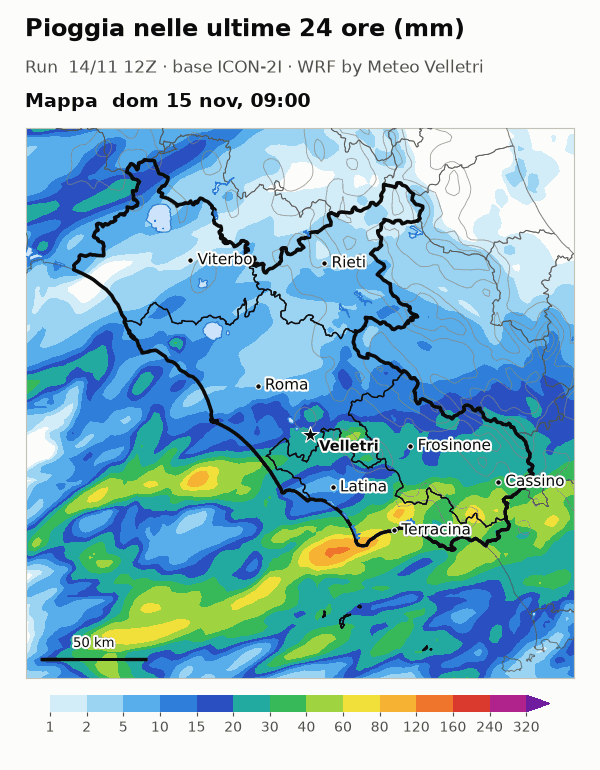 Pioggia nelle ultime 24 ore (mm)
Run  14/11 12Z · base ICON-2I · WRF by Meteo Velletri
Mappa  dom 15 nov, 09:00
Viterbo
Rieti
Roma
Velletri
Frosinone
Cassino
Latina
Terracina
50 km
1 2 5 10 15 20 30 40 60 80 120 160 240 320